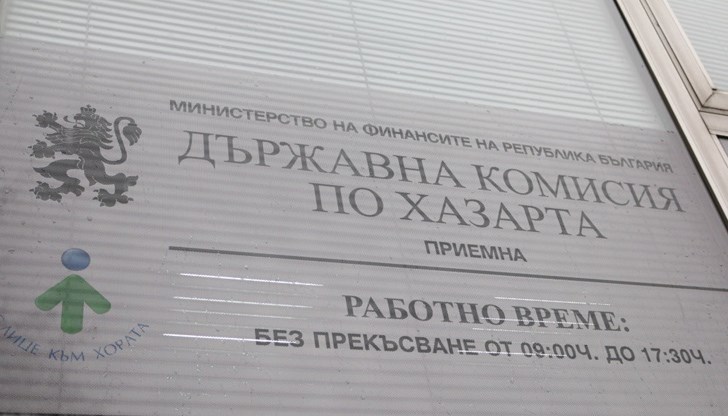 МИНИСТЕРСТВО НА ФИНАНСИТЕ НА РЕПУБЛИКА БЪЛГАРИЯ
ДЪРЖАВНА КОМИСИЯ
ПО ХАЗАРТА
ПРИЕМНА
РАБОТНО ВРЕМЕ:
БЕЗ ПРЕКЪСВАНЕ ОТ 09:00Ч. ДО 17:30Ч.
ЛИЦЕ КЪМ ХОРАТА